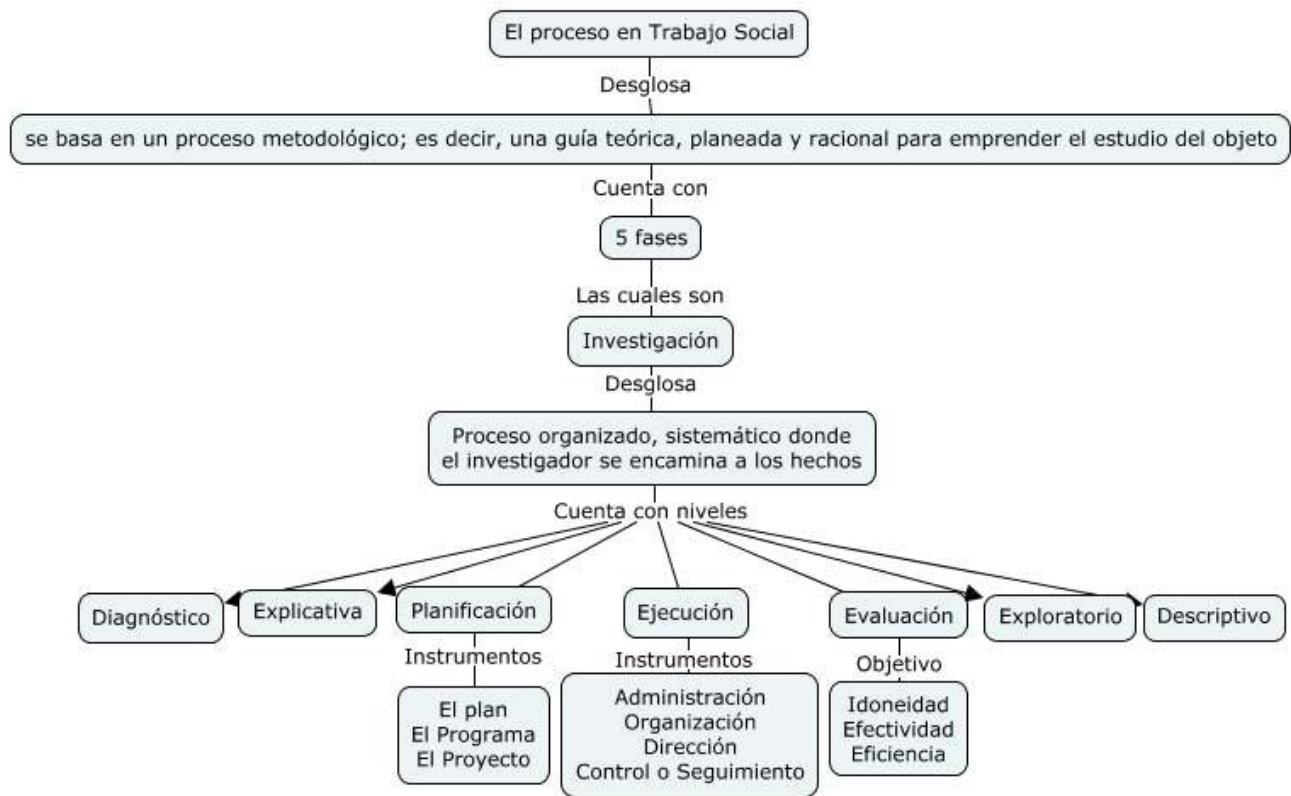 El proceso en Trabajo Social
Desglosa
se basa en un proceso metodológico; es decir, una guía teórica, planeada y racional para emprender el estudio del objeto
Cuenta con
5 fases
Las cuales son
Investigación
Desglosa
Proceso organizado, sistemático donde
el investigador se encamina a los hechos
Cuenta con niveles
Diagnóstico
Explicativa
Planificación
Ejecución
Evaluación
Exploratorio
Descriptivo
Instrumentos
Instrumentos
Objetivo
El plan
El Programa
El Proyecto
Administración
Organización
Dirección
Control o Seguimiento
Idoneidad
Efectividad
Eficiencia